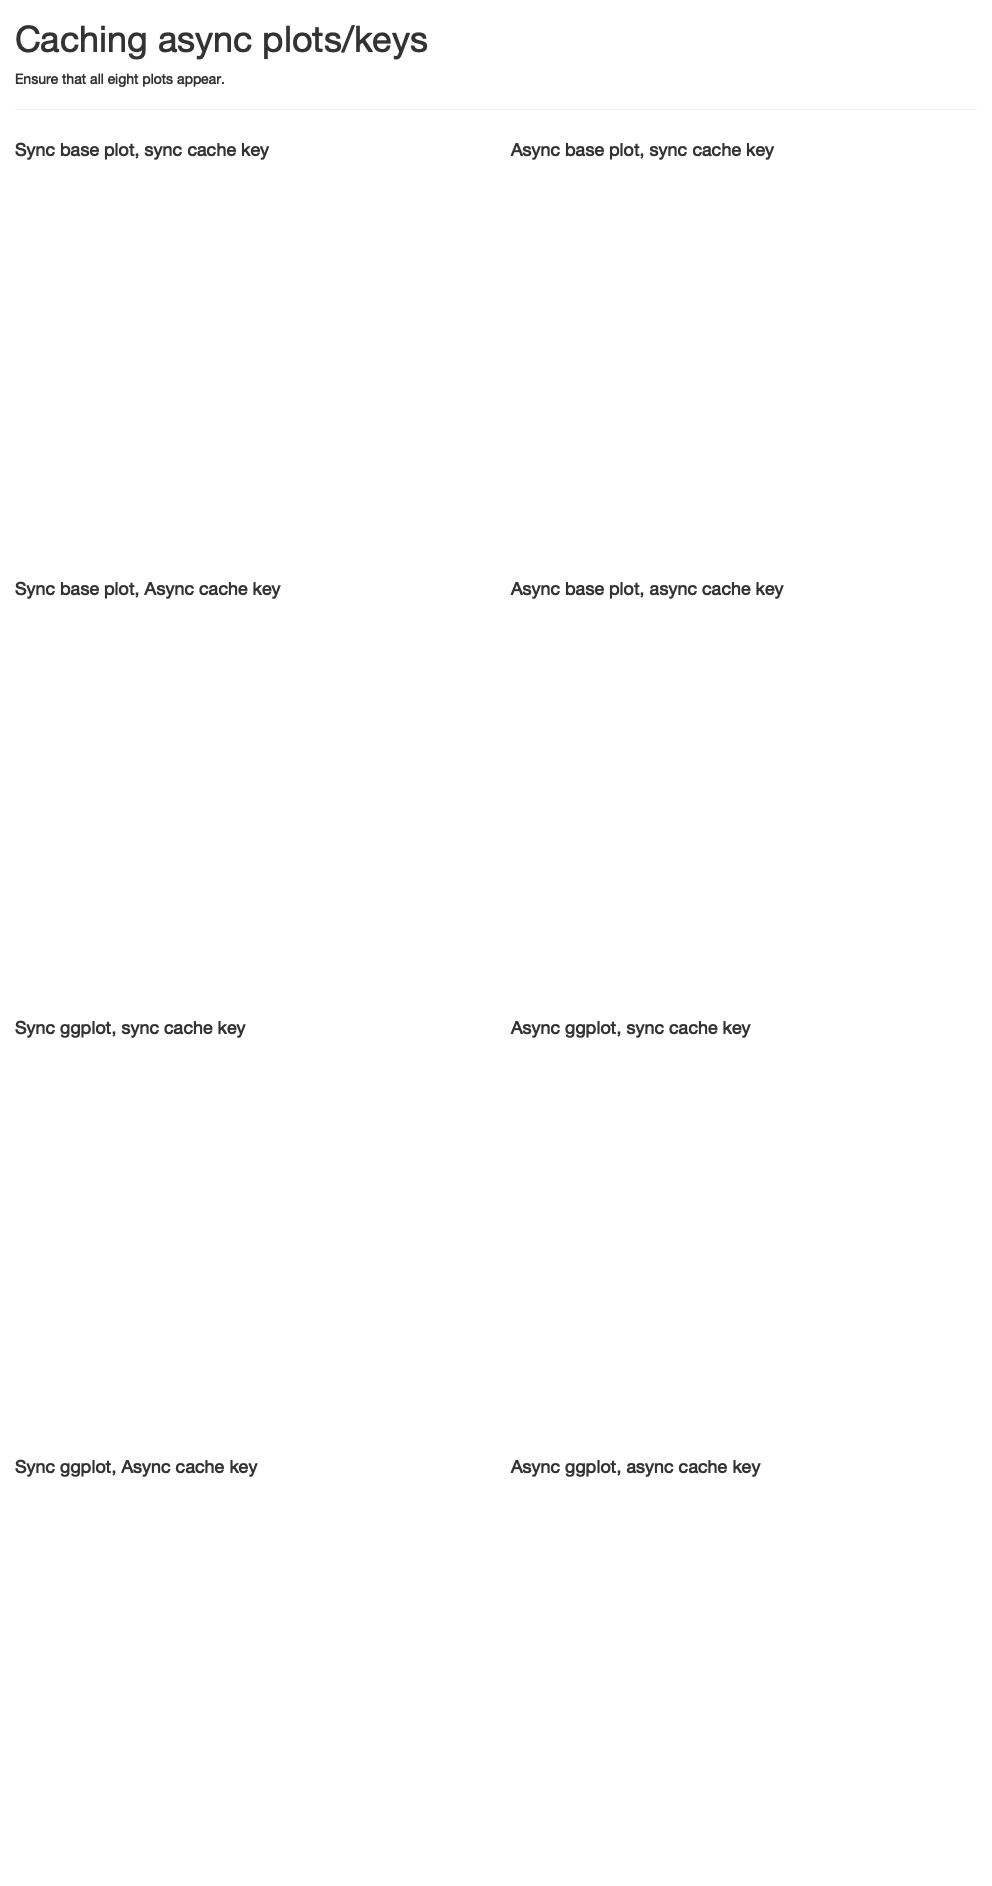 Caching async plots/keys
Ensure that all eight plots appear.
Sync base plot, sync cache key
Async base plot, sync cache key
Sync base plot, Async cache key
Async base plot, async cache key
Sync ggplot, sync cache key
Async ggplot, sync cache key
Sync ggplot, Async cache key
Async ggplot, async cache key